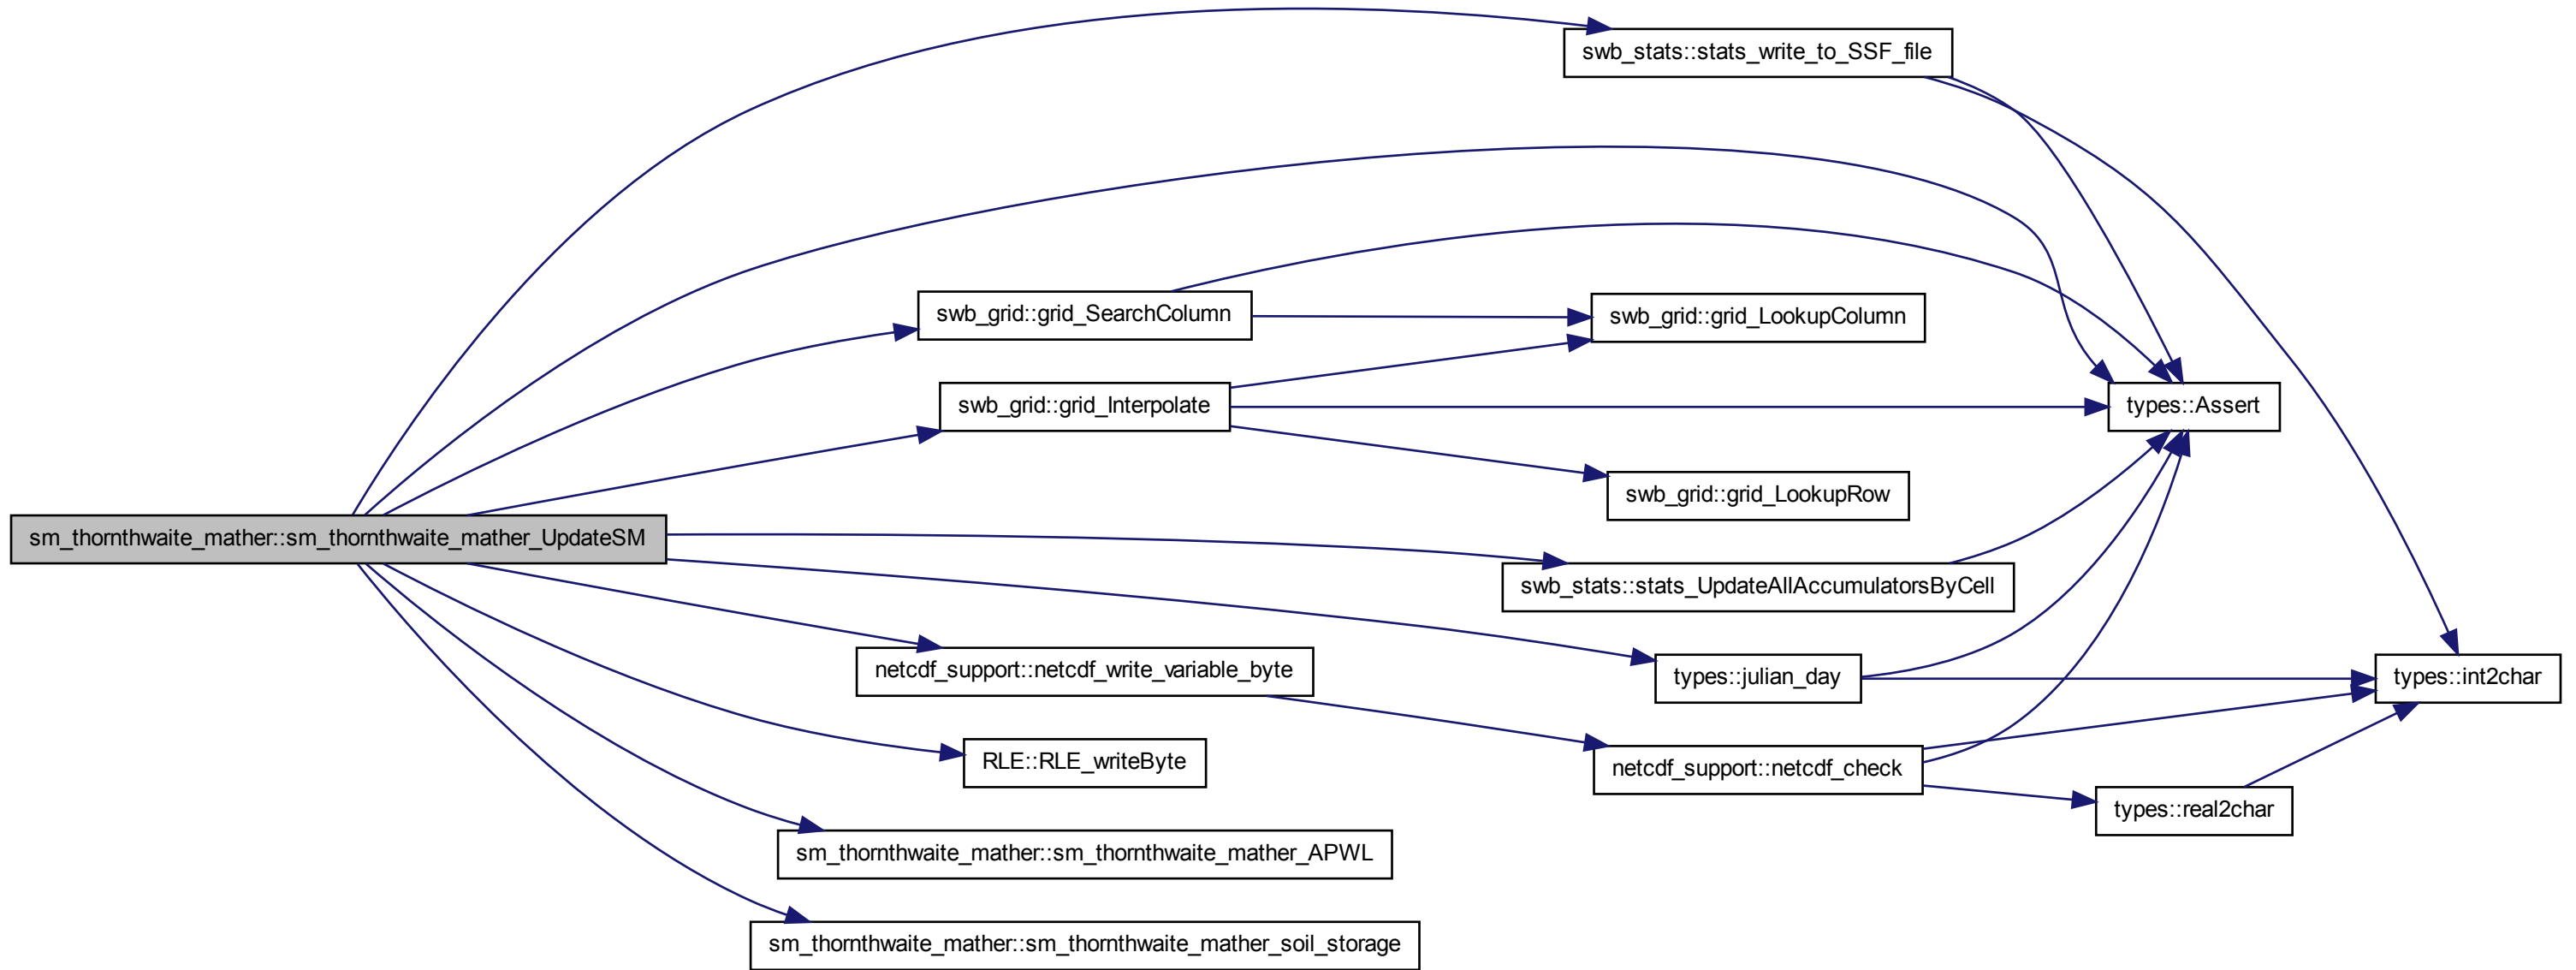 swb_stats::stats_write_to_SSF_file
swb_grid::grid_SearchColumn
swb_grid::grid_LookupColumn
swb_grid::grid_Interpolate
types::Assert
swb_grid::grid_LookupRow
sm_thornthwaite_mather::sm_thornthwaite_mather_UpdateSM
swb_stats::stats_UpdateAllAccumulatorsByCell
netcdf_support::netcdf_write_variable_byte
types::julian_day
types::int2char
RLE::RLE_writeByte
netcdf_support::netcdf_check
types::real2char
sm_thornthwaite_mather::sm_thornthwaite_mather_APWL
sm_thornthwaite_mather::sm_thornthwaite_mather_soil_storage